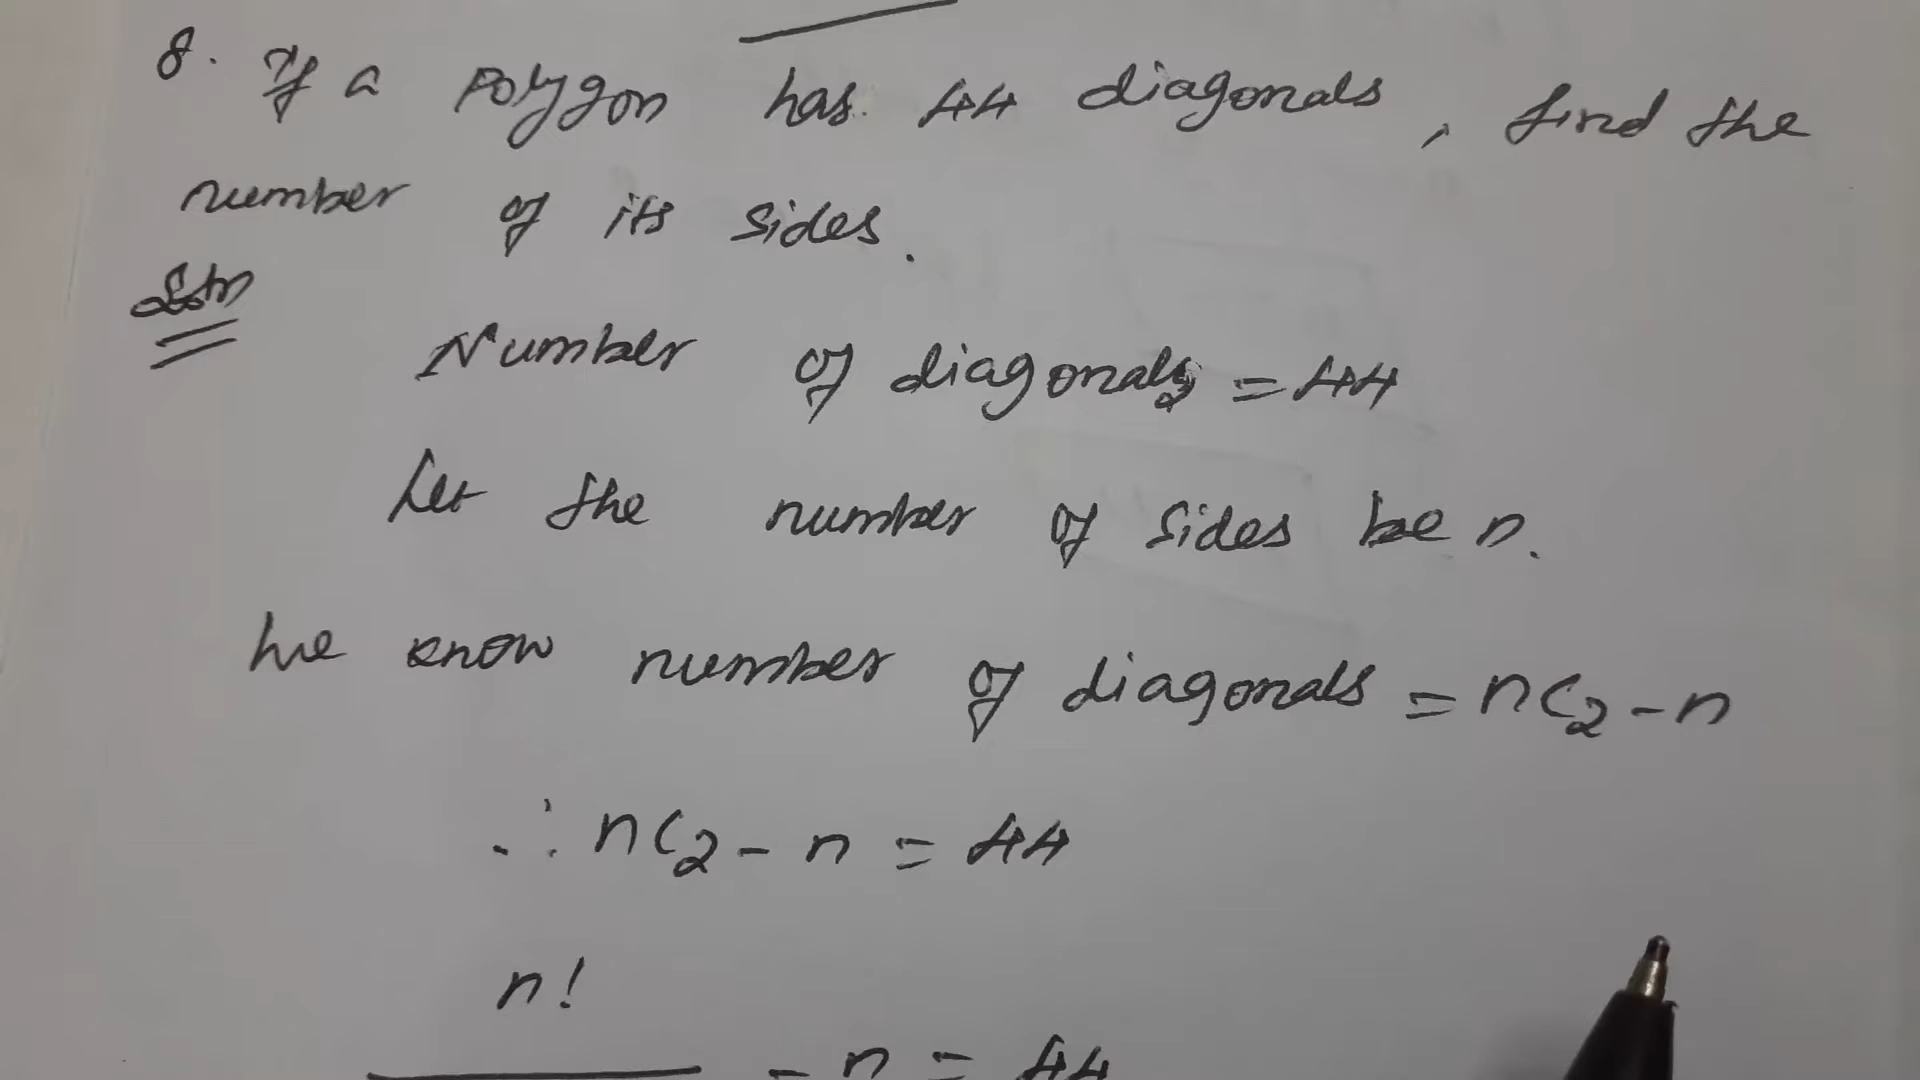 8. If a Polygon has 44 diagonals, find the
number of its sides.
Soln
Number of diagonals = 44
Let the number of sides be n.
We know number of diagonals = nC2 - n
∴ nC2 - n = 44
n!
- n = 44